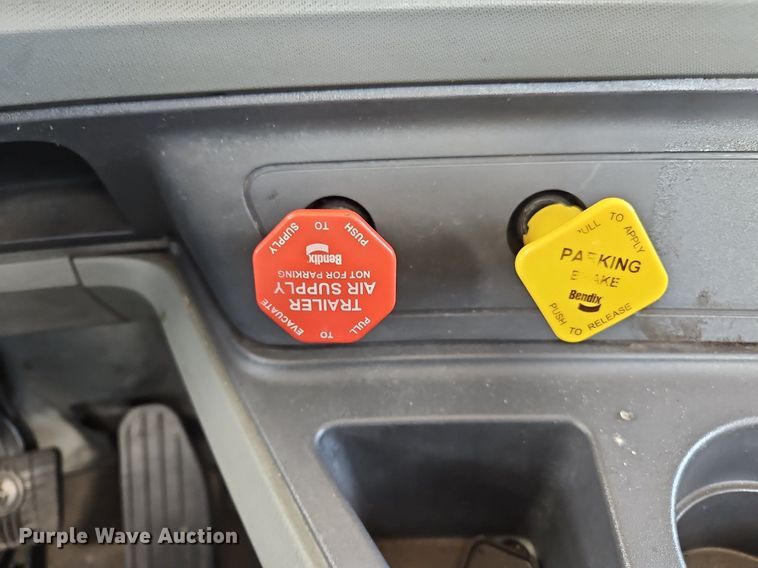 PULL TO EVACUATE
TRAILER
AIR SUPPLY
NOT FOR PARKING
Bendix
PUSH TO SUPPLY
PULL TO APPLY
PARKING
BRAKE
Bendix
PUSH TO RELEASE
Purple Wave Auction